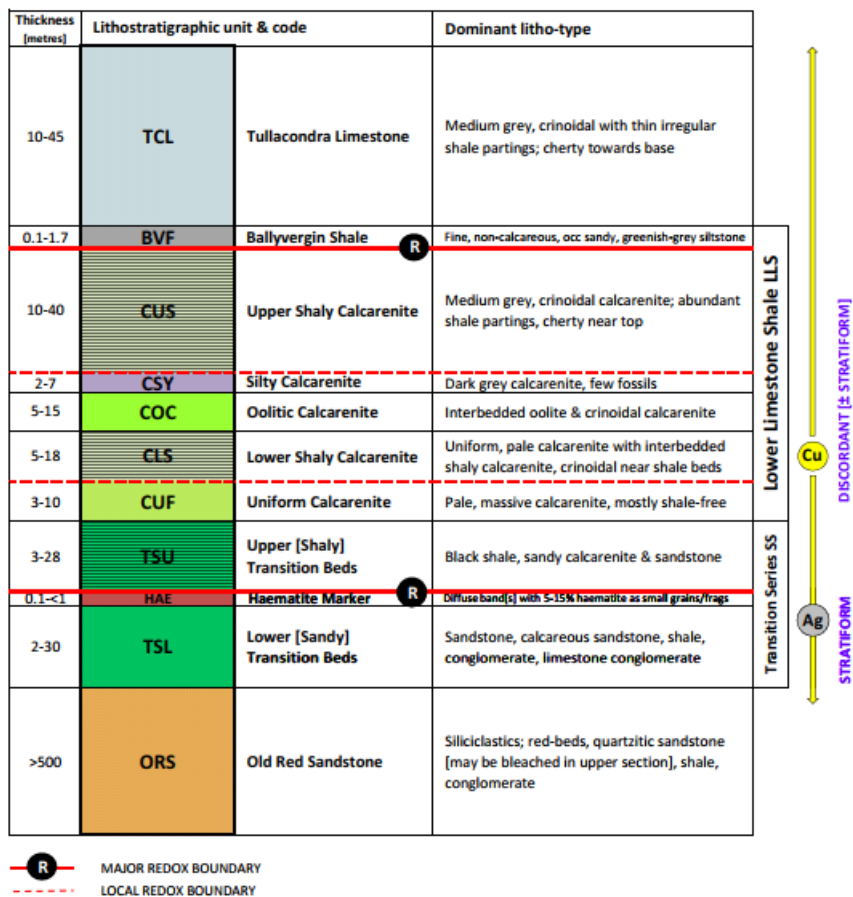 Thickness
[metres]
Lithostratigraphic unit & code
Dominant litho-type
10-45
TCL
Tullacondra Limestone
Medium grey, crinoidal with thin irregular
shale partings; cherty towards base
0.1-1.7
BVF
Ballyvergin Shale
Fine, non-calcareous, occ sandy, greenish-grey siltstone
R
10-40
CUS
Upper Shaly Calcarenite
Medium grey, crinoidal calcarenite; abundant
shale partings, cherty near top
2-7
CSY
Silty Calcarenite
Dark grey calcarenite, few fossils
5-15
COC
Oolitic Calcarenite
Interbedded oolite & crinoidal calcarenite
5-18
CLS
Lower Shaly Calcarenite
Uniform, pale calcarenite with interbedded
shaly calcarenite, crinoidal near shale beds
3-10
CUF
Uniform Calcarenite
Pale, massive calcarenite, mostly shale-free
3-28
TSU
Upper [Shaly]
Transition Beds
Black shale, sandy calcarenite & sandstone
0.1-<1
HAE
Haematite Marker
R
Diffuse band(s) with 5-15% haematite as small grains/frags
2-30
TSL
Lower [Sandy]
Transition Beds
Sandstone, calcareous sandstone, shale,
conglomerate, limestone conglomerate
>500
ORS
Old Red Sandstone
Siliciclastics; red-beds, quartzitic sandstone
[may be bleached in upper section], shale,
conglomerate
Lower Limestone Shale LLS
Transition Series SS
Cu
Ag
DISCORDANT [± STRATIFORM]
STRATIFORM
R
MAJOR REDOX BOUNDARY
LOCAL REDOX BOUNDARY